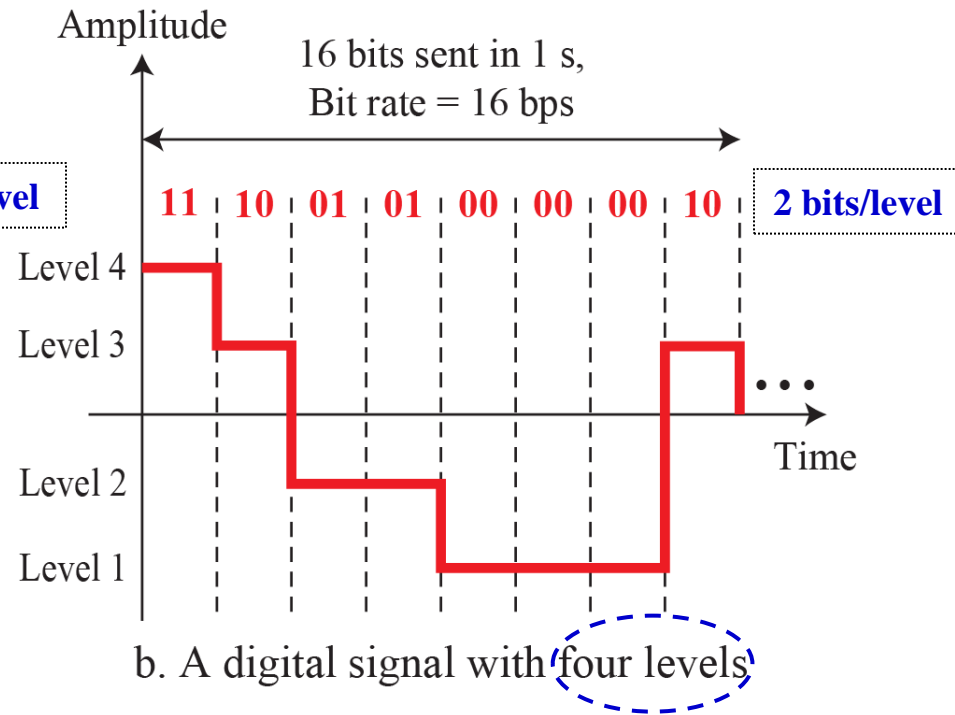 Amplitude
16 bits sent in 1 s,
Bit rate = 16 bps
11 10 01 01 00 00 00 10
2 bits/level
Level 4
Level 3
...
Time
Level 2
Level 1
b. A digital signal with four levels